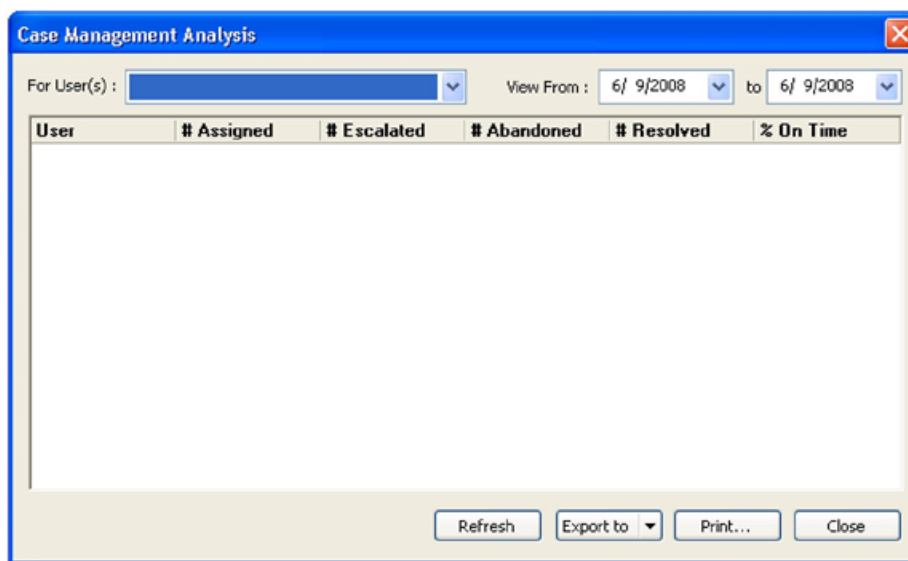 Case Management Analysis
For User(s) : View From : 6/ 9/2008 to 6/ 9/2008
User # Assigned # Escalated # Abandoned # Resolved % On Time
Refresh Export to Print... Close